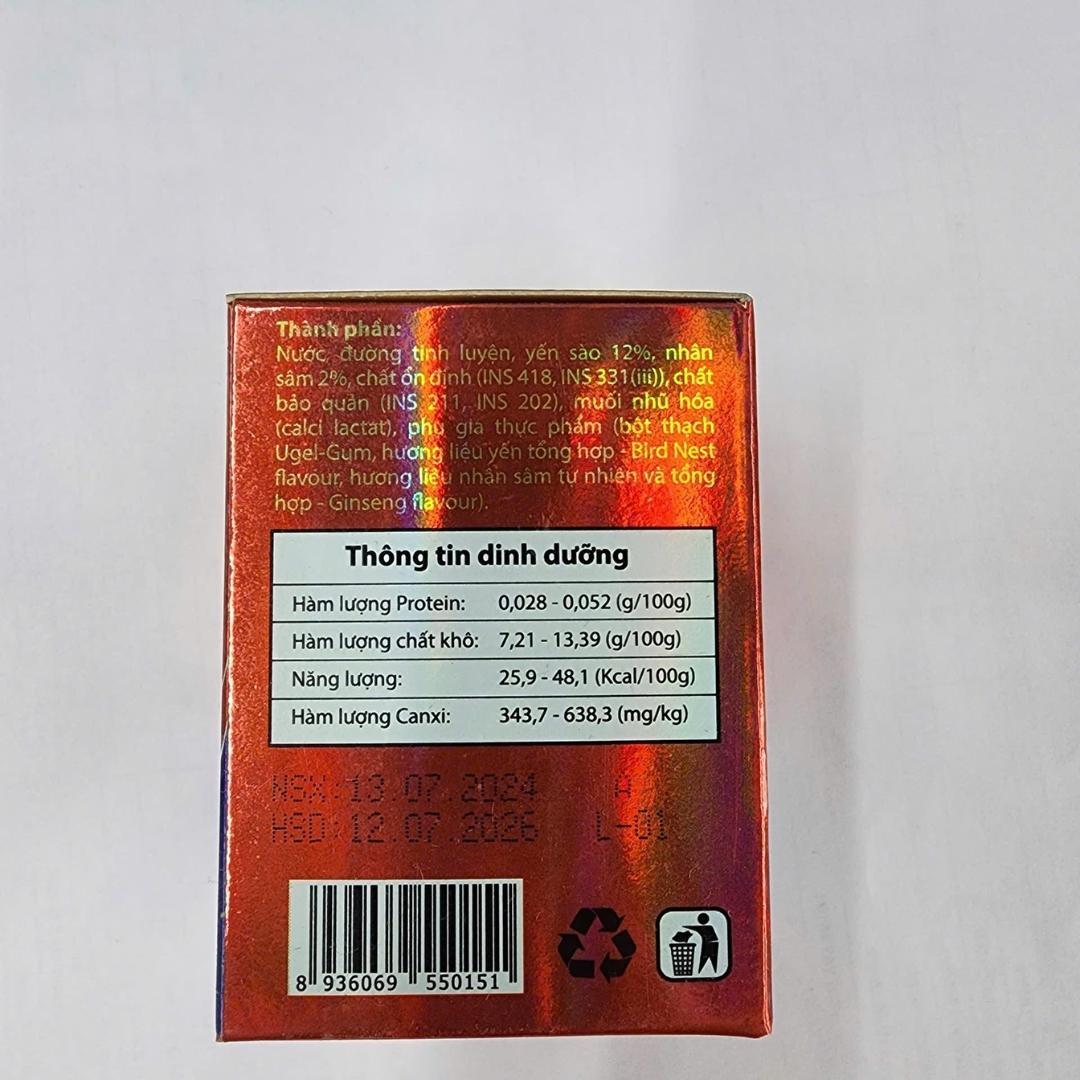 Thành phần:
Nước, đường tinh luyện, yến sào 12%, nhân
sâm 2%, chất ổn định (INS 418, INS 331(iii)), chất
bảo quản (INS 211, INS 202), muối nhũ hóa
(calci lactat), phụ gia thực phẩm (bột thạch
Ugel-Gum, hương liệu yến tổng hợp - Bird Nest
flavour, hương liệu nhân sâm tự nhiên và tổng
hợp - Ginseng flavour).
Thông tin dinh dưỡng
Hàm lượng Protein: 0,028 - 0,052 (g/100g)
Hàm lượng chất khô: 7,21 - 13,39 (g/100g)
Năng lượng: 25,9 - 48,1 (Kcal/100g)
Hàm lượng Canxi: 343,7 - 638,3 (mg/kg)
NSX: 13.07.2024 A
HSD: 12.07.2026 L-01
8 936069 550151